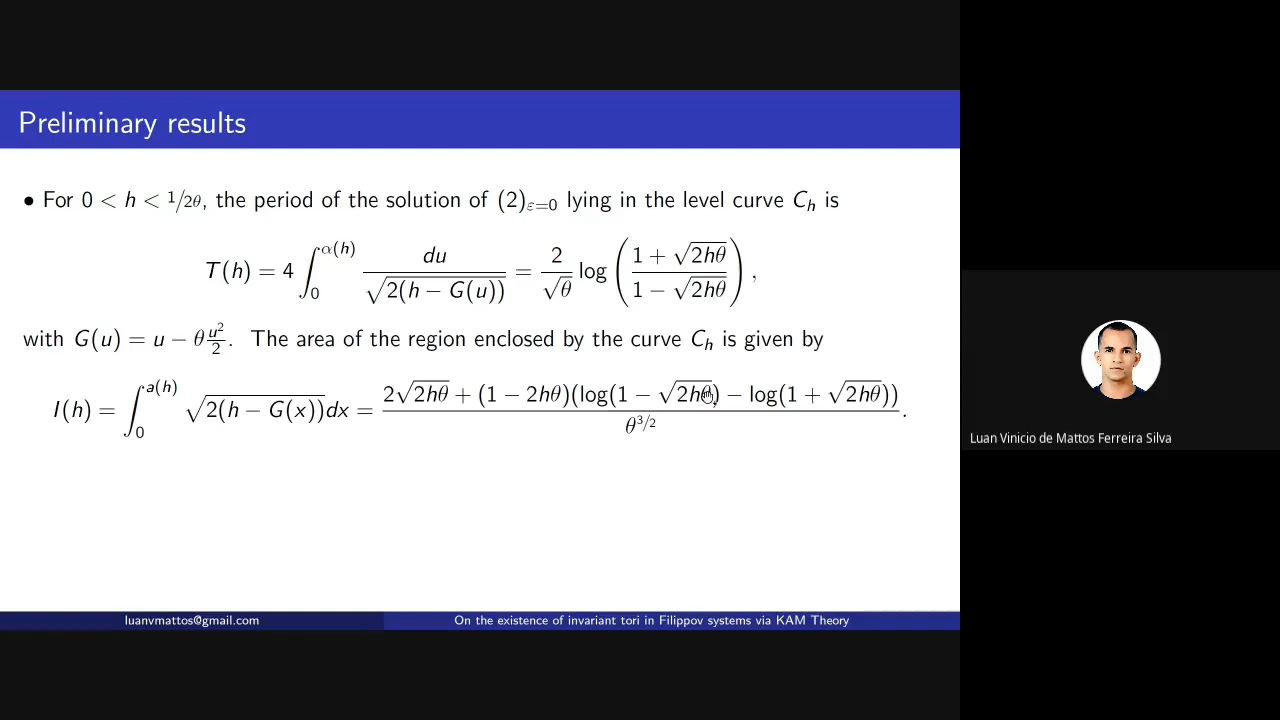 Preliminary results
• For 0 < h < 1/2θ, the period of the solution of (2)_{ε=0} lying in the level curve C_h is
T(h) = 4 ∫_0^{α(h)} du / √(2(h − G(u))) = 2/√θ log((1 + √(2hθ)) / (1 − √(2hθ))),
with G(u) = u − θ u²/2. The area of the region enclosed by the curve C_h is given by
I(h) = ∫_0^{a(h)} √(2(h − G(x))) dx = (2√(2hθ) + (1 − 2hθ)(log(1 − √(2hθ)) − log(1 + √(2hθ)))) / θ^{3/2}.
Luan Vinicio de Mattos Ferreira Silva
luanvmattos@gmail.com On the existence of invariant tori in Filippov systems via KAM Theory